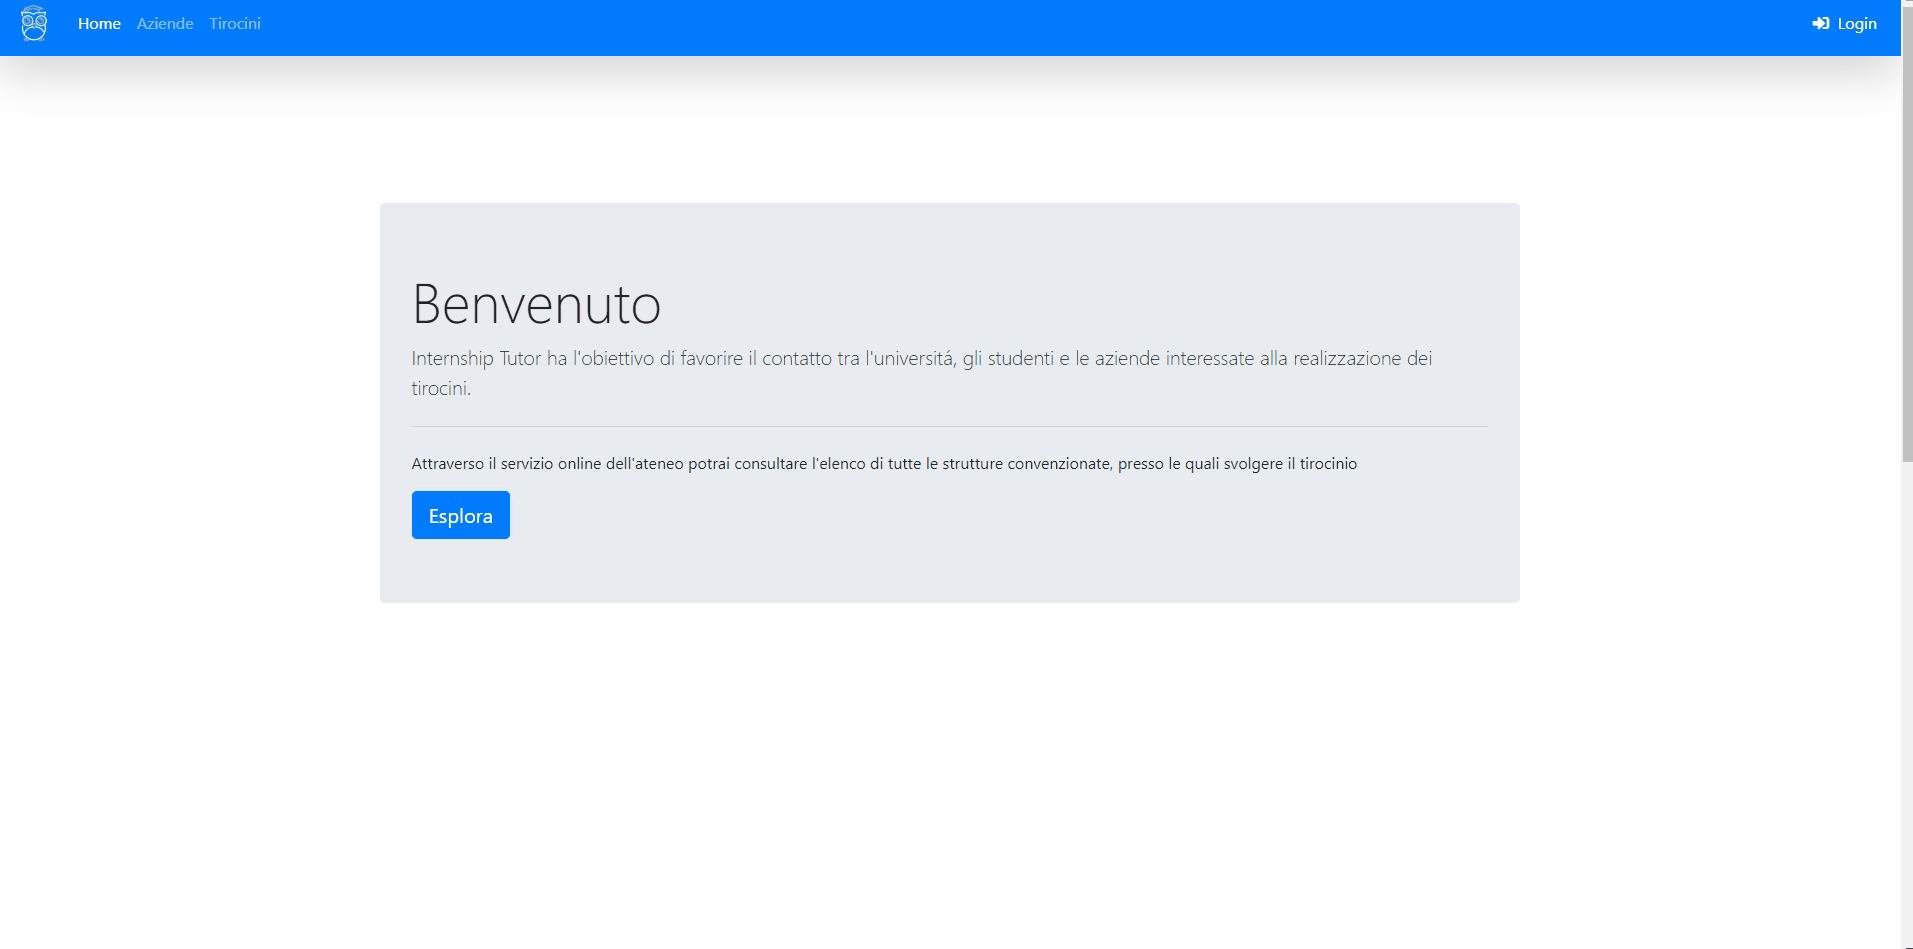 Home Aziende Tirocini Login
Benvenuto
Internship Tutor ha l'obiettivo di favorire il contatto tra l'universitá, gli studenti e le aziende interessate alla realizzazione dei
tirocini.
Attraverso il servizio online dell'ateneo potrai consultare l'elenco di tutte le strutture convenzionate, presso le quali svolgere il tirocinio
Esplora